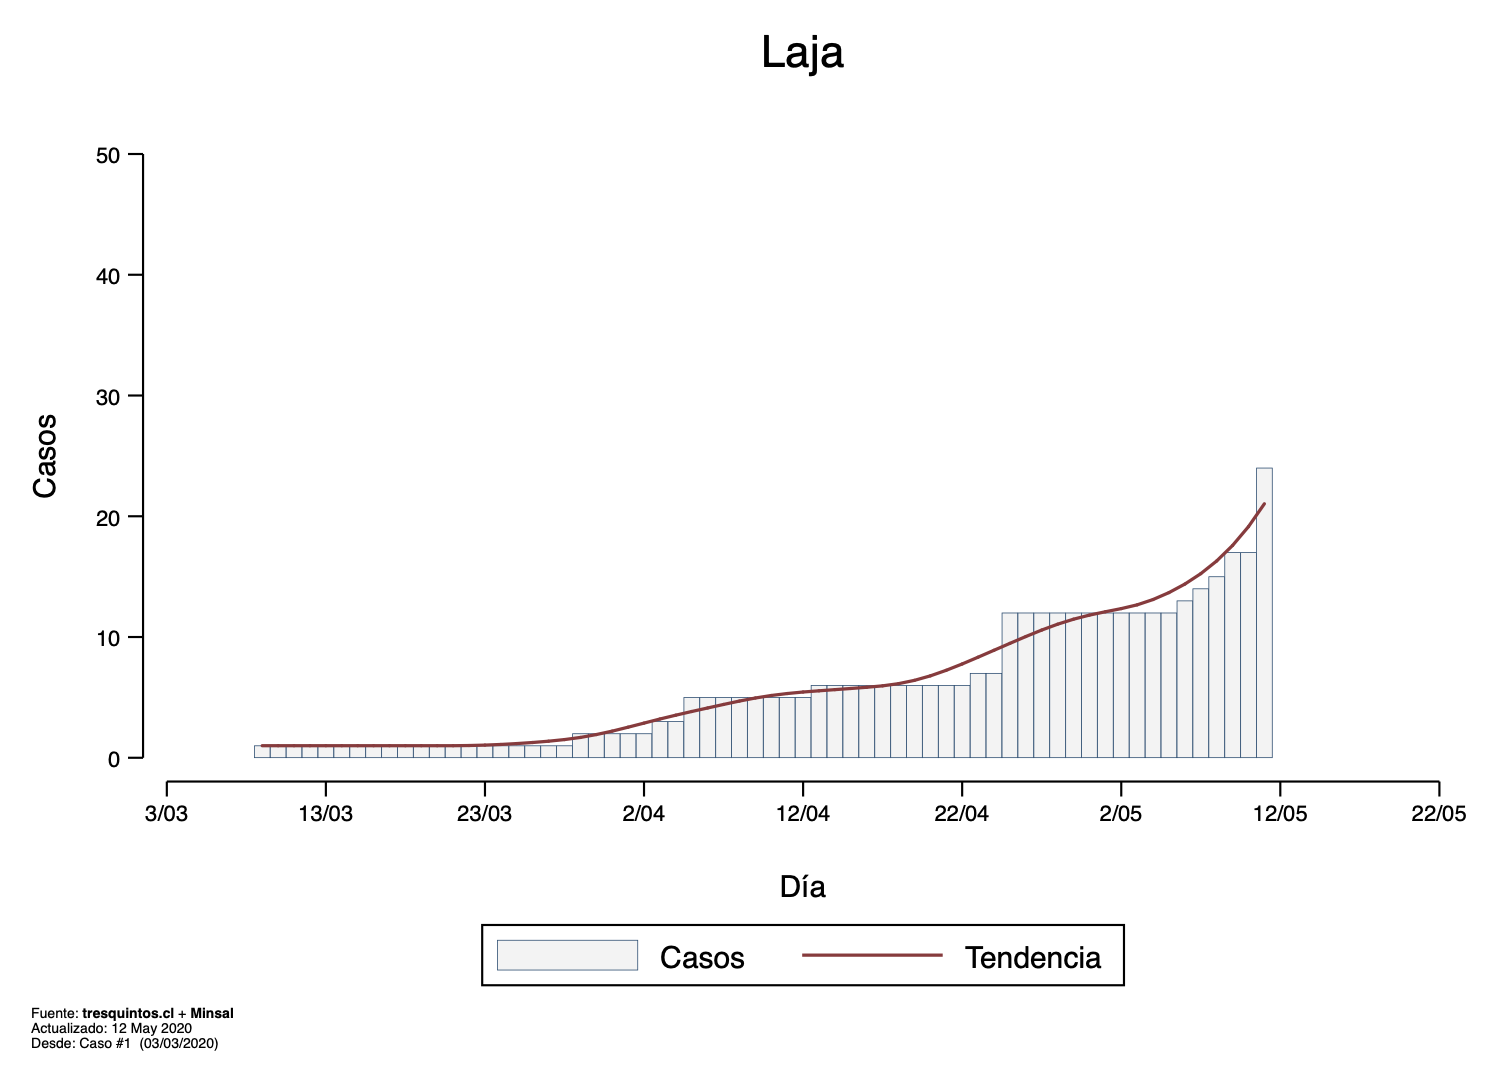 Laja
50
40
30
20
10
0
Casos
3/03 13/03 23/03 2/04 12/04 22/04 2/05 12/05 22/05
Día
Casos Tendencia
Fuente: tresquintos.cl + Minsal
Actualizado: 12 May 2020
Desde: Caso #1 (03/03/2020)